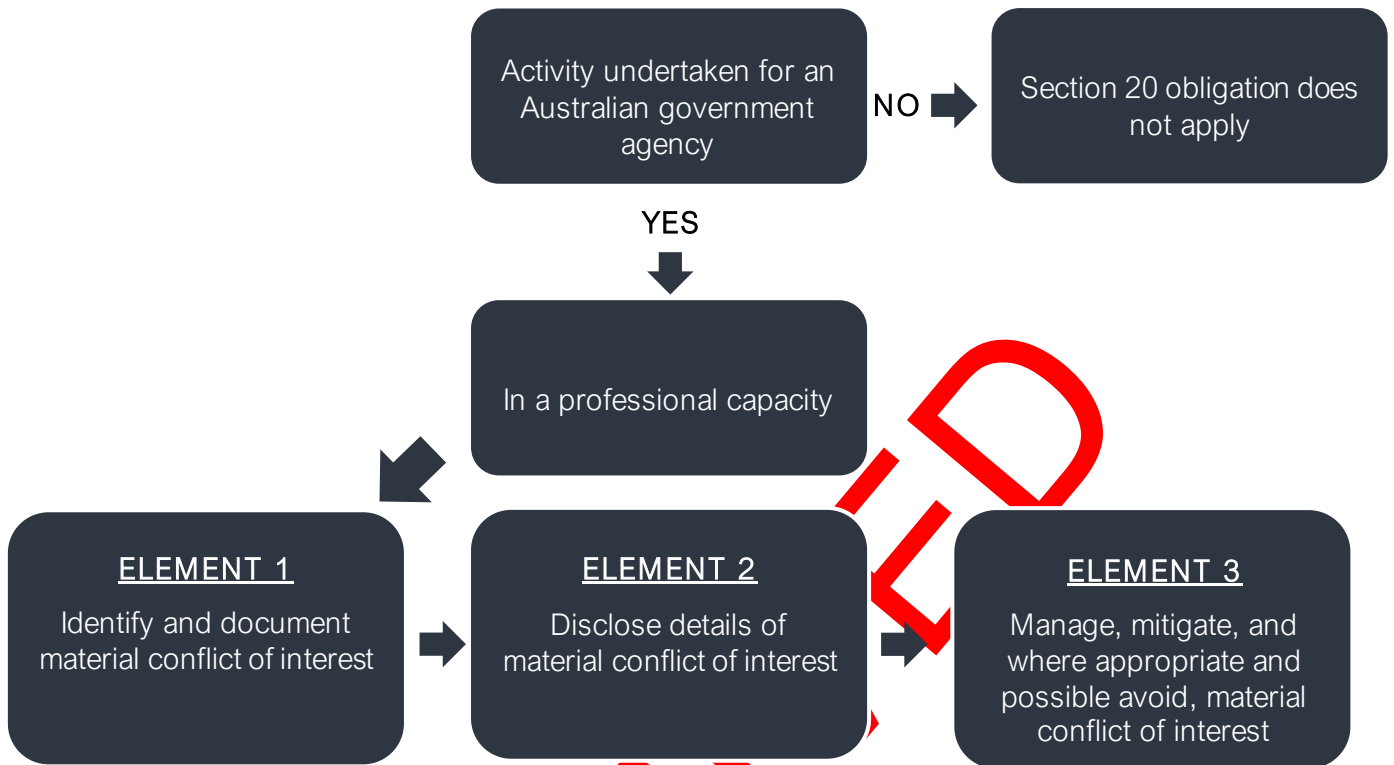 Activity undertaken for an
Australian government
agency
NO
Section 20 obligation does
not apply
YES
In a professional capacity
ELEMENT 1
Identify and document
material conflict of interest
ELEMENT 2
Disclose details of
material conflict of interest
ELEMENT 3
Manage, mitigate, and
where appropriate and
possible avoid, material
conflict of interest